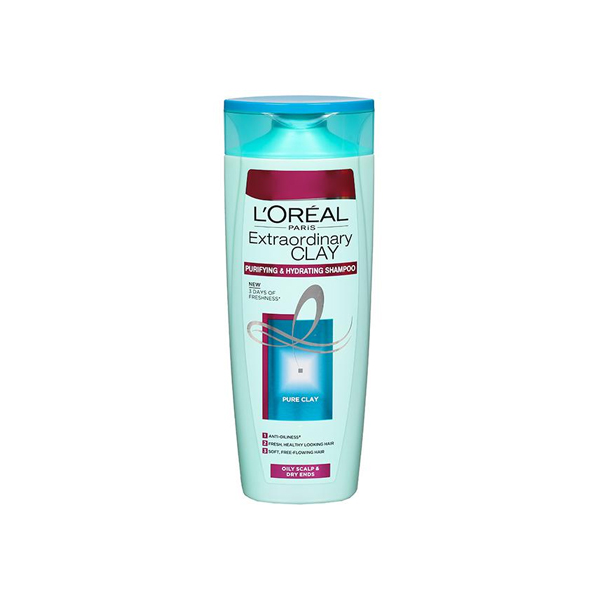 L'ORÉAL
PARIS
Extraordinary
CLAY
PURIFYING & HYDRATING SHAMPOO
NEW
3 DAYS OF
FRESHNESS*
PURE CLAY
1 ANTI-OILINESS*
2 FRESH, HEALTHY LOOKING HAIR
3 SOFT, FREE-FLOWING HAIR
OILY SCALP &
DRY ENDS